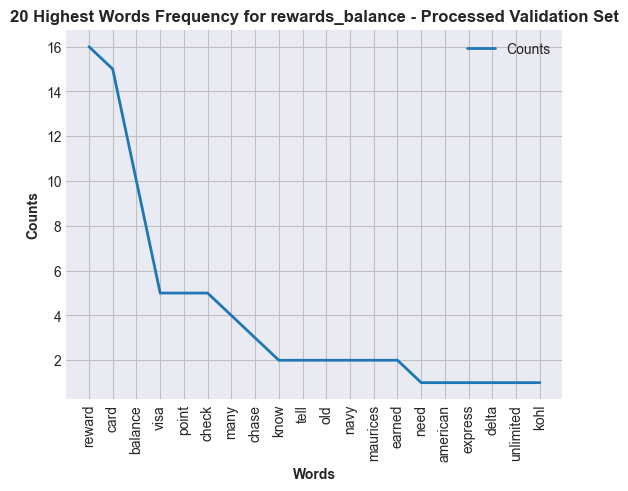 20 Highest Words Frequency for rewards_balance - Processed Validation Set
Counts
16
14
12
10
8
6
4
2
Counts
reward
card
balance
visa
point
check
many
chase
know
tell
old
navy
maurices
earned
need
american
express
delta
unlimited
kohl
Words